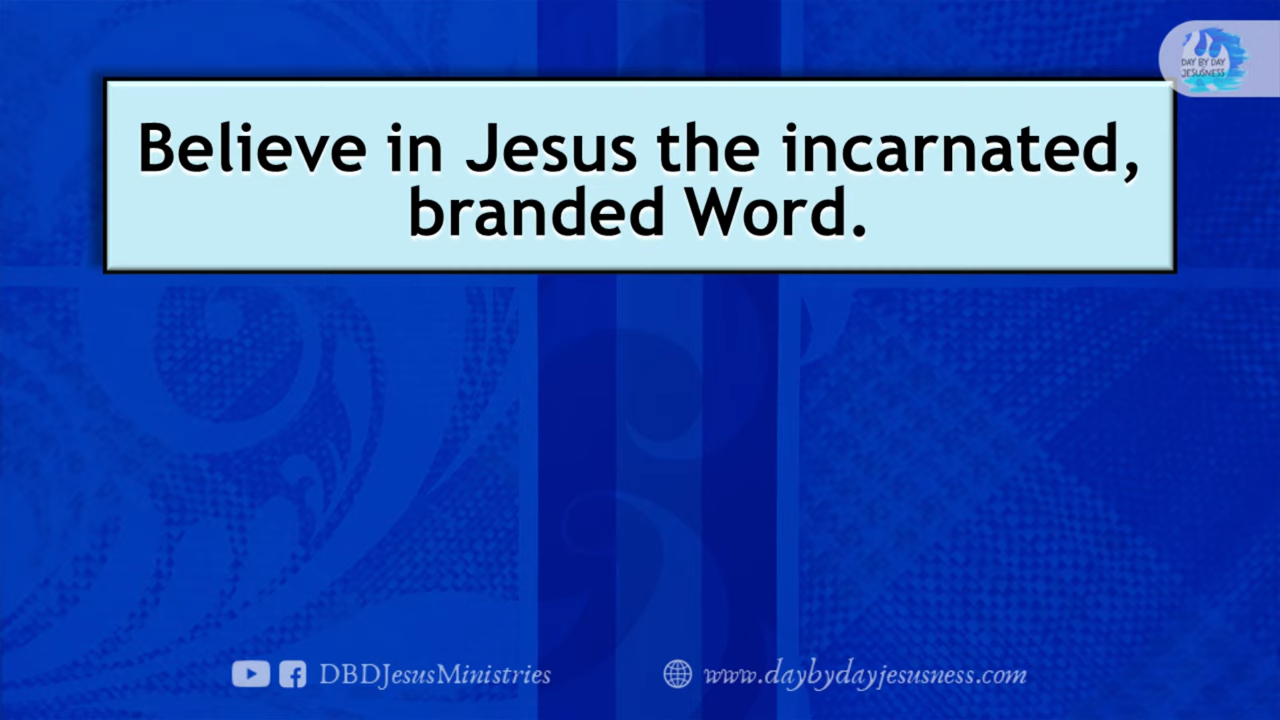 DAY BY DAY
JESUSNESS
Believe in Jesus the incarnated,
branded Word.
DBDJesusMinistries
www.daybydayjesusness.com